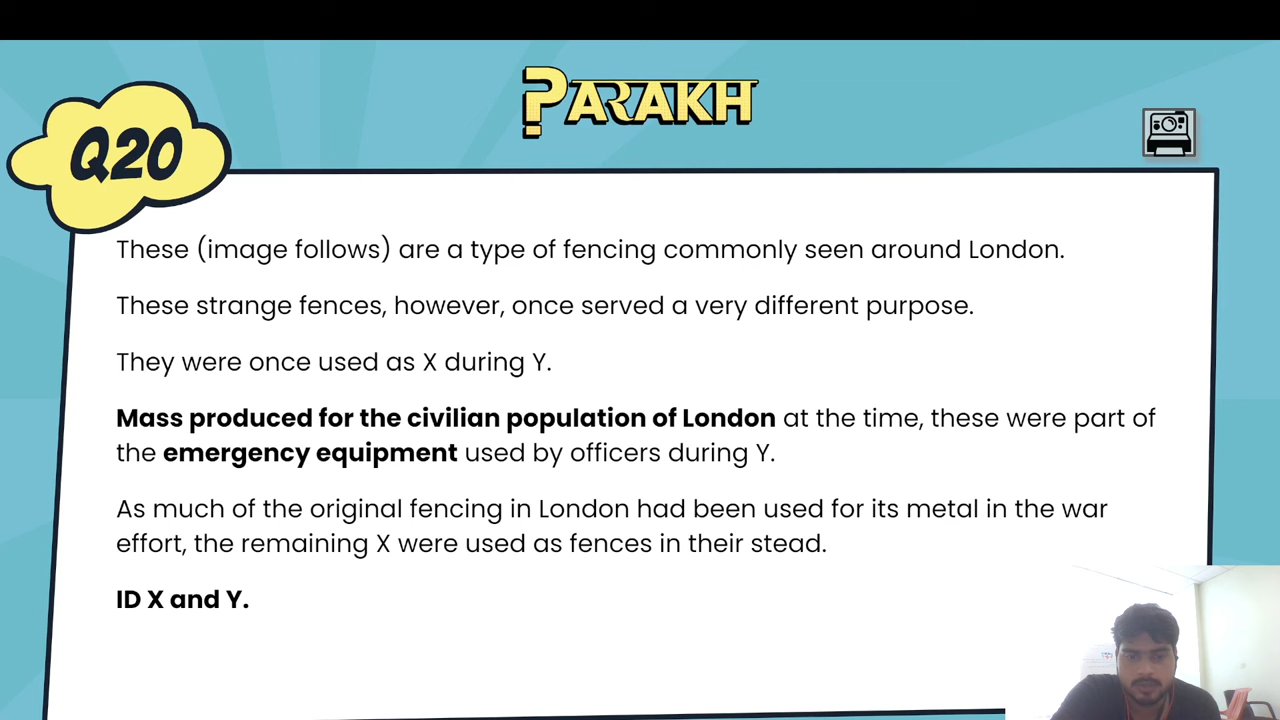 PARAKH
Q20
These (image follows) are a type of fencing commonly seen around London.
These strange fences, however, once served a very different purpose.
They were once used as X during Y.
Mass produced for the civilian population of London at the time, these were part of
the emergency equipment used by officers during Y.
As much of the original fencing in London had been used for its metal in the war
effort, the remaining X were used as fences in their stead.
ID X and Y.